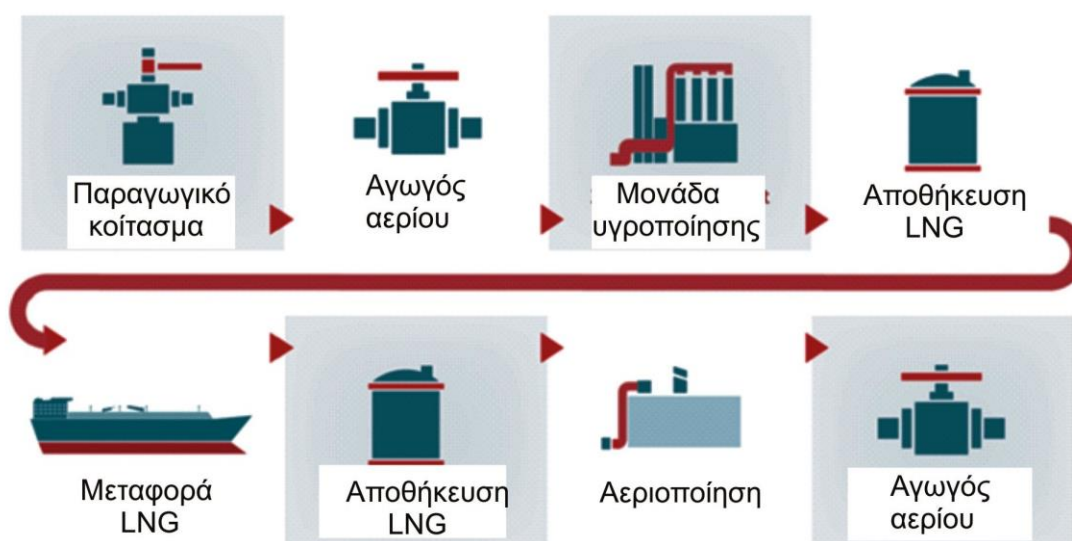 Παραγωγικό
κοίτασμα
Αγωγός
αερίου
Μονάδα
υγροποίησης
Αποθήκευση
LNG
Μεταφορά
LNG
Αποθήκευση
LNG
Αεριοποίηση
Αγωγός
αερίου